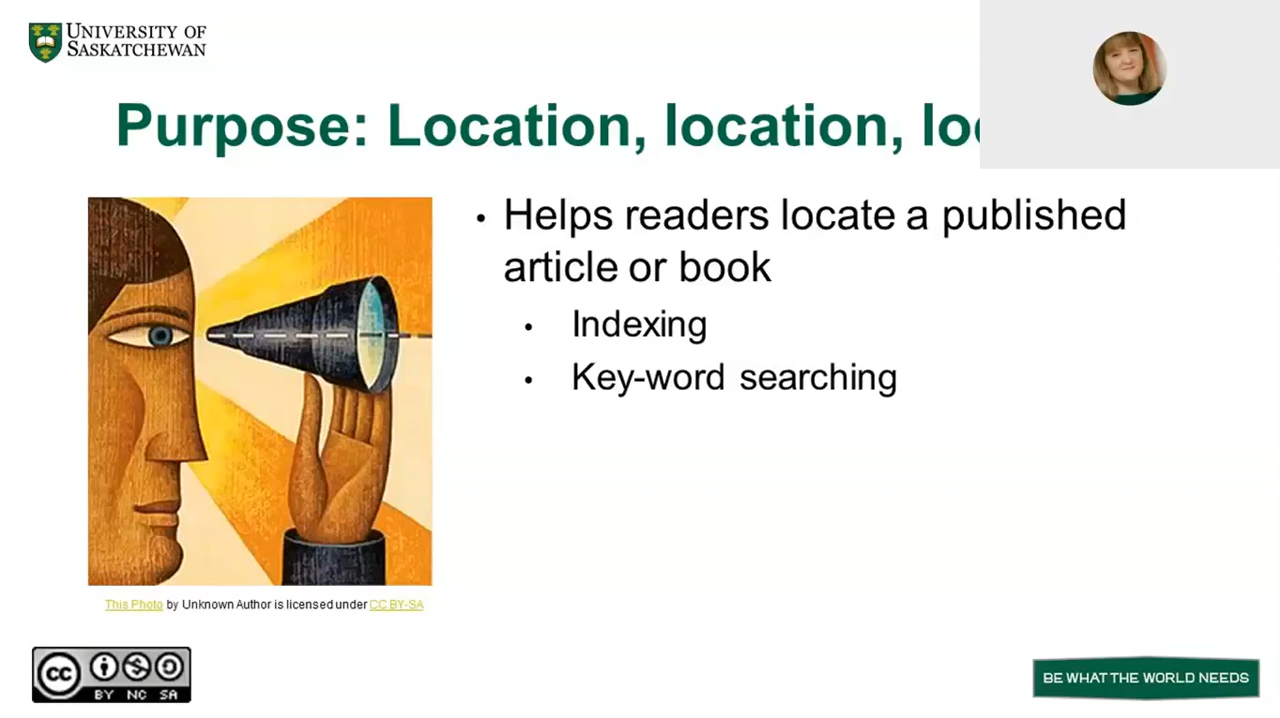 UNIVERSITY OF
SASKATCHEWAN
Purpose: Location, location,
• Helps readers locate a published
article or book
• Indexing
• Key-word searching
This Photo by Unknown Author is licensed under CC BY-SA
cc
BY NC SA
BE WHAT THE WORLD NEEDS